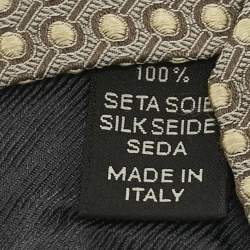 100%
SETA SOIE
SILK SEIDE
SEDA
MADE IN
ITALY